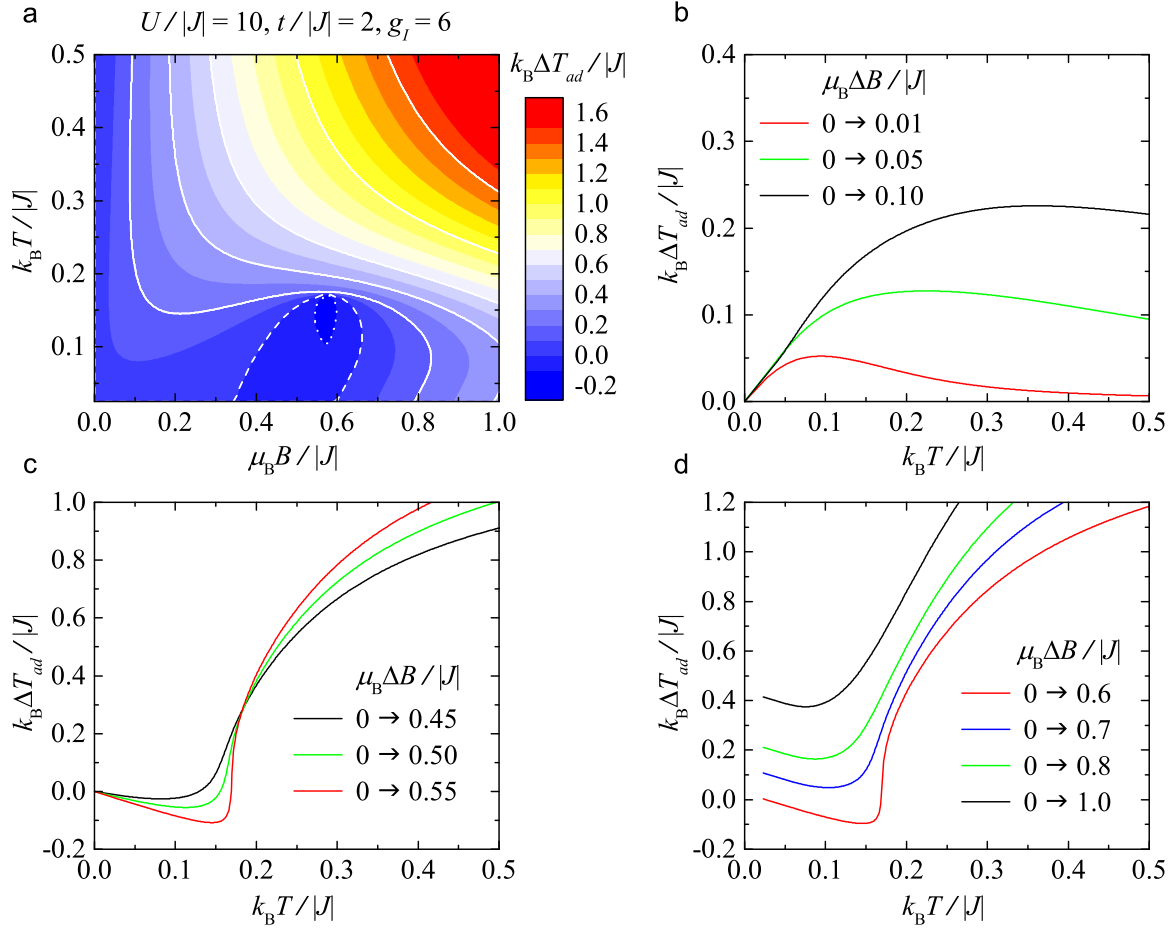 a
U / |J| = 10, t / |J| = 2, g_I = 6
k_B T / |J|
0.5
0.4
0.3
0.2
0.1
0.0 0.2 0.4 0.6 0.8 1.0
μ_B B / |J|
k_B ΔT_ad / |J|
1.6
1.4
1.2
1.0
0.8
0.6
0.4
0.2
0.0
-0.2
b
k_B ΔT_ad / |J|
0.4
0.3
0.2
0.1
0.0
μ_B ΔB / |J|
0 → 0.01
0 → 0.05
0 → 0.10
0.0 0.1 0.2 0.3 0.4 0.5
k_B T / |J|
c
k_B ΔT_ad / |J|
1.0
0.8
0.6
0.4
0.2
0.0
-0.2
μ_B ΔB / |J|
0 → 0.45
0 → 0.50
0 → 0.55
0.0 0.1 0.2 0.3 0.4 0.5
k_B T / |J|
d
k_B ΔT_ad / |J|
1.2
1.0
0.8
0.6
0.4
0.2
0.0
-0.2
μ_B ΔB / |J|
0 → 0.6
0 → 0.7
0 → 0.8
0 → 1.0
0.0 0.1 0.2 0.3 0.4 0.5
k_B T / |J|